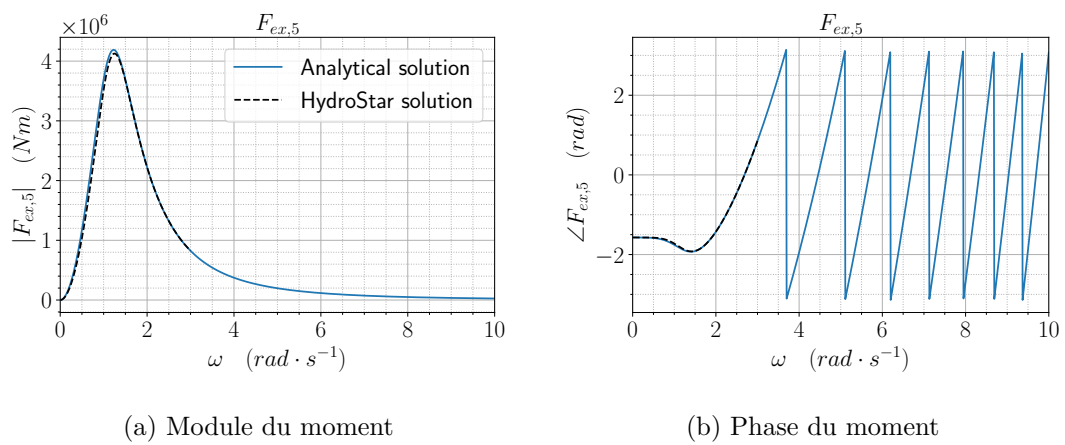 ×10⁶
F_{ex,5}
4
3
2
1
0
|F_{ex,5}| (Nm)
Analytical solution
HydroStar solution
0 2 4 6 8 10
ω (rad · s⁻¹)
(a) Module du moment
F_{ex,5}
2
0
−2
∠F_{ex,5} (rad)
0 2 4 6 8 10
ω (rad · s⁻¹)
(b) Phase du moment